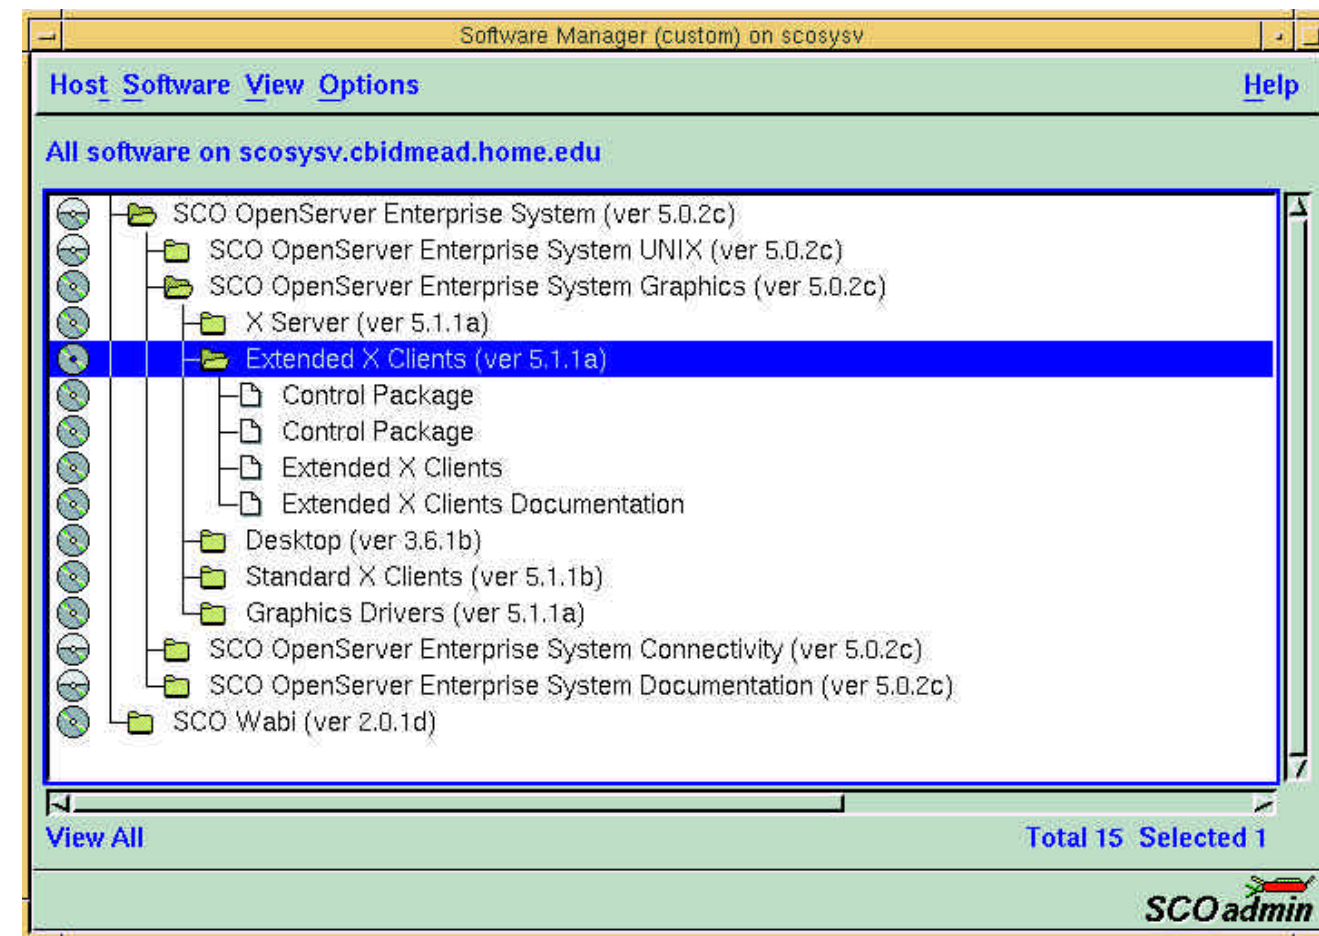 Software Manager (custom) on scosysv
Host Software View Options Help
All software on scosysv.cbidmead.home.edu
SCO OpenServer Enterprise System (ver 5.0.2c)
SCO OpenServer Enterprise System UNIX (ver 5.0.2c)
SCO OpenServer Enterprise System Graphics (ver 5.0.2c)
X Server (ver 5.1.1a)
Extended X Clients (ver 5.1.1a)
Control Package
Control Package
Extended X Clients
Extended X Clients Documentation
Desktop (ver 3.6.1b)
Standard X Clients (ver 5.1.1b)
Graphics Drivers (ver 5.1.1a)
SCO OpenServer Enterprise System Connectivity (ver 5.0.2c)
SCO OpenServer Enterprise System Documentation (ver 5.0.2c)
SCO Wabi (ver 2.0.1d)
View All Total 15 Selected 1
SCOadmin